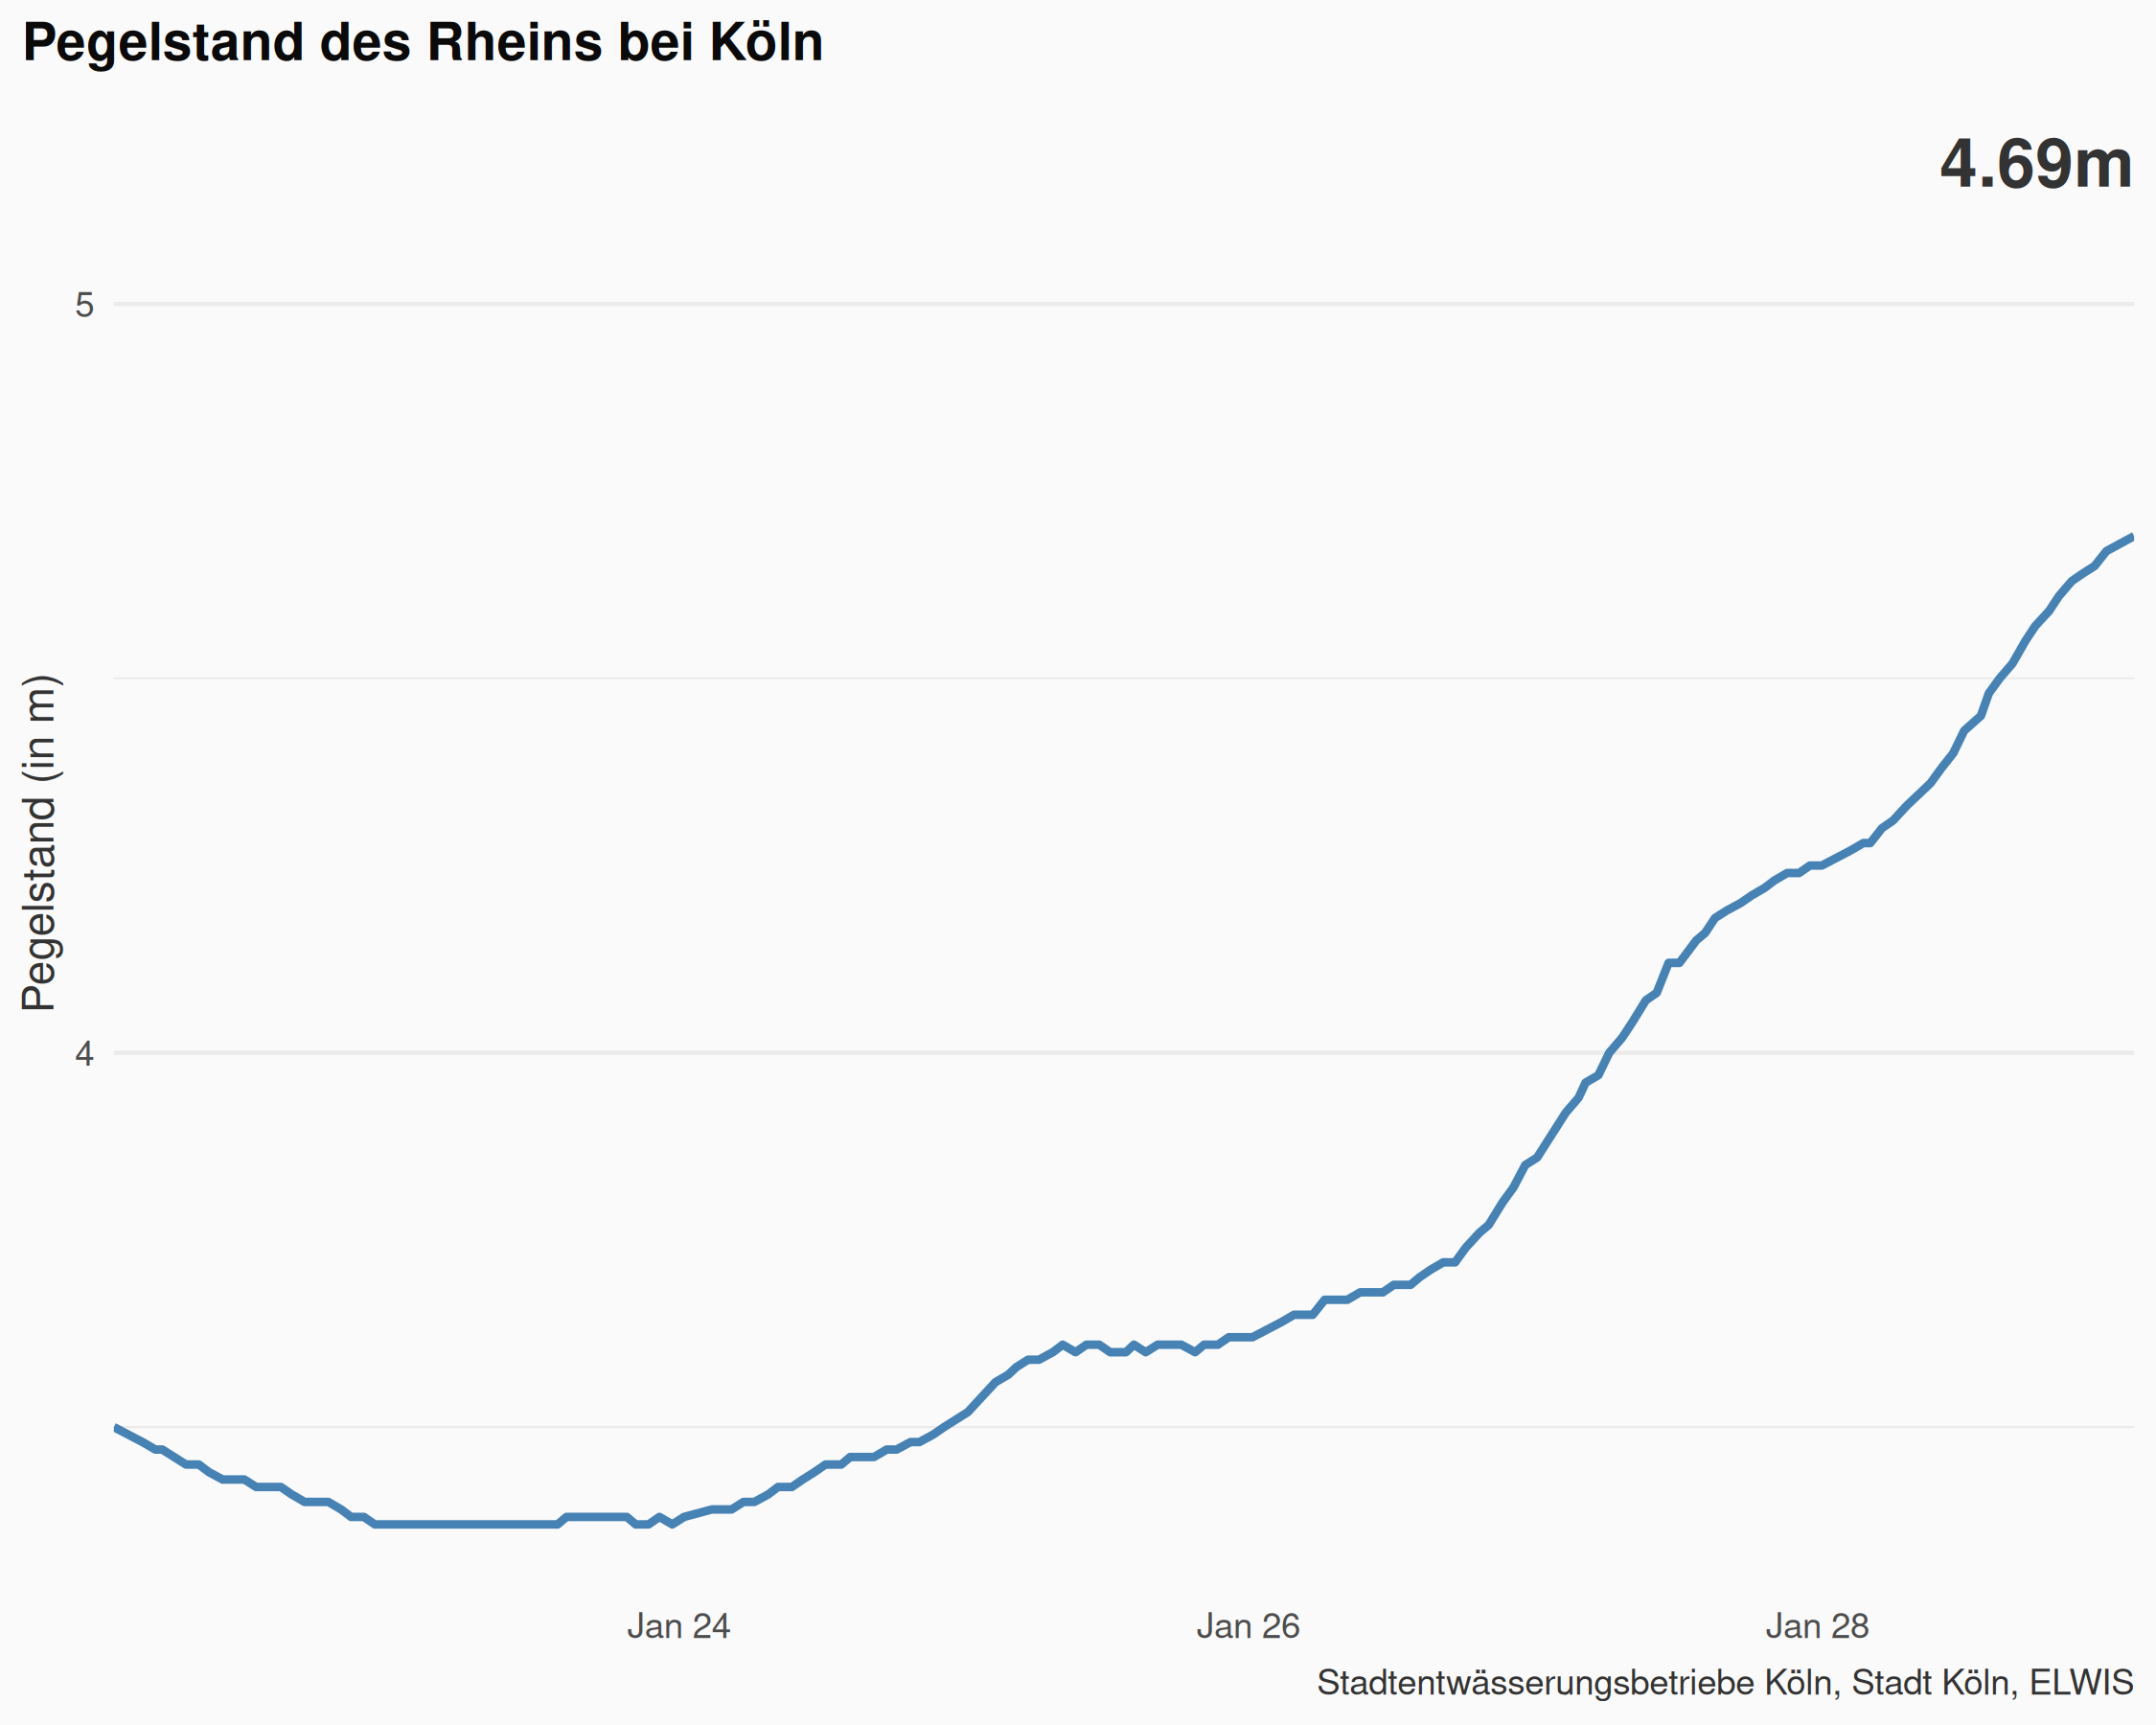 Pegelstand des Rheins bei Köln
4.69m
5
Pegelstand (in m)
4
Jan 24
Jan 26
Jan 28
Stadtentwässerungsbetriebe Köln, Stadt Köln, ELWIS